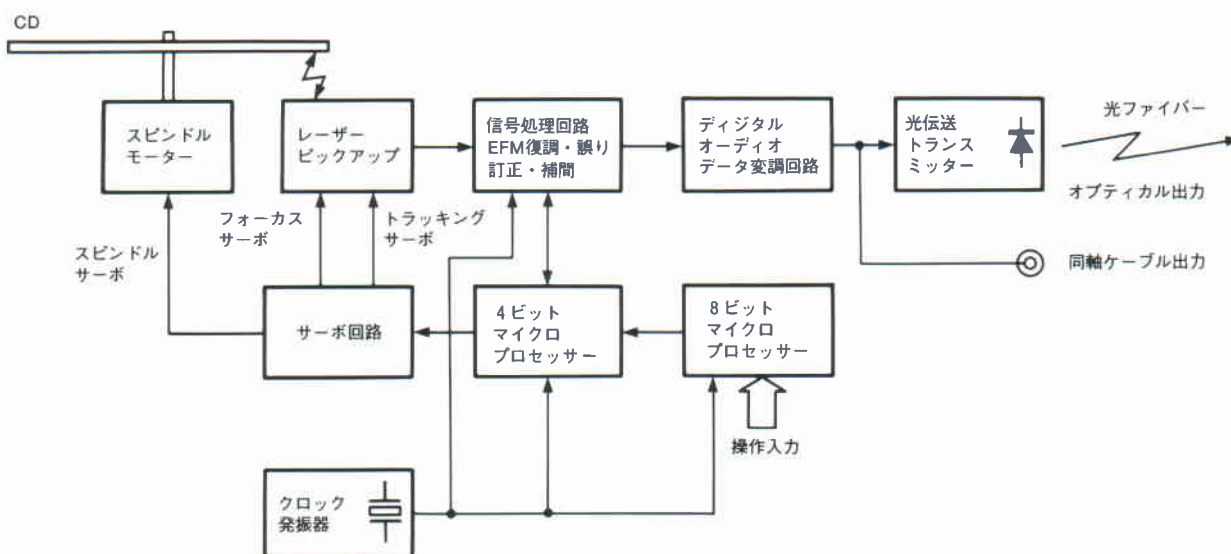 CD
スピンドル
モーター
レーザー
ピックアップ
信号処理回路
EFM復調・誤り
訂正・補間
ディジタル
オーディオ
データ変調回路
光伝送
トランス
ミッター
光ファイバー
オプティカル出力
同軸ケーブル出力
スピンドル
サーボ
フォーカス
サーボ
トラッキング
サーボ
サーボ回路
4ビット
マイクロ
プロセッサー
8ビット
マイクロ
プロセッサー
操作入力
クロック
発振器